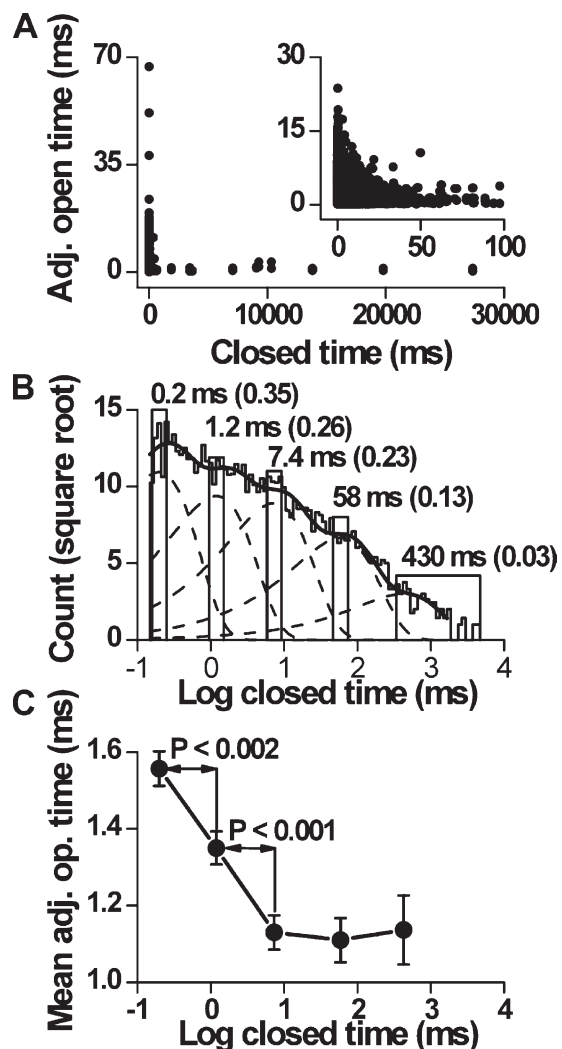 A
Adj. open time (ms)
70
35
0
30
15
0
0 50 100
0 10000 20000 30000
Closed time (ms)
B
Count (square root)
15
10
5
0
0.2 ms (0.35)
1.2 ms (0.26)
7.4 ms (0.23)
58 ms (0.13)
430 ms (0.03)
-1 0 1 2 3 4
Log closed time (ms)
C
Mean adj. op. time (ms)
1.6
1.4
1.2
1.0
P < 0.002
P < 0.001
-1 0 1 2 3 4
Log closed time (ms)